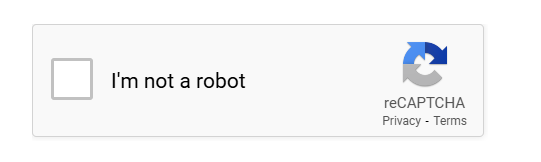 I'm not a robot
reCAPTCHA
Privacy - Terms